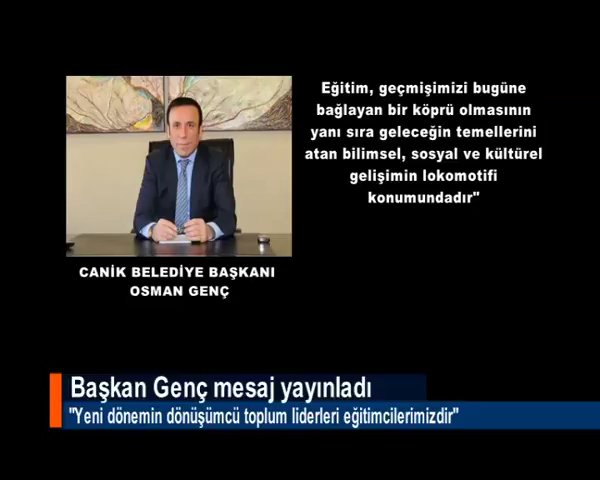 Eğitim, geçmişimizi bugüne
bağlayan bir köprü olmasının
yanı sıra geleceğin temellerini
atan bilimsel, sosyal ve kültürel
gelişimin lokomotifi
konumundadır"
CANİK BELEDİYE BAŞKANI
OSMAN GENÇ
Başkan Genç mesaj yayınladı
"Yeni dönemin dönüşümcü toplum liderleri eğitimcilerimizdir"